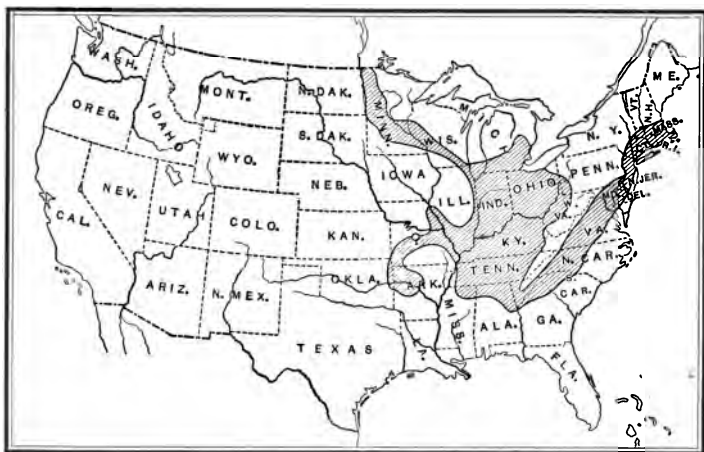 WASH.
OREG.
IDAHO
MONT.
N. DAK.
S. DAK.
WYO.
NEB.
NEV.
UTAH
COLO.
KAN.
CAL.
ARIZ.
N. MEX.
OKLA.
TEXAS
MINN.
WIS.
MICH
IOWA
ILL.
IND.
OHIO
KY.
TENN.
ARK.
LA.
MISS.
ALA.
GA.
FLA.
S. CAR.
N. CAR.
VA.
W. VA.
PENN.
N. Y.
VT.
N. H.
ME.
MASS.
R. I.
JER.
DEL.